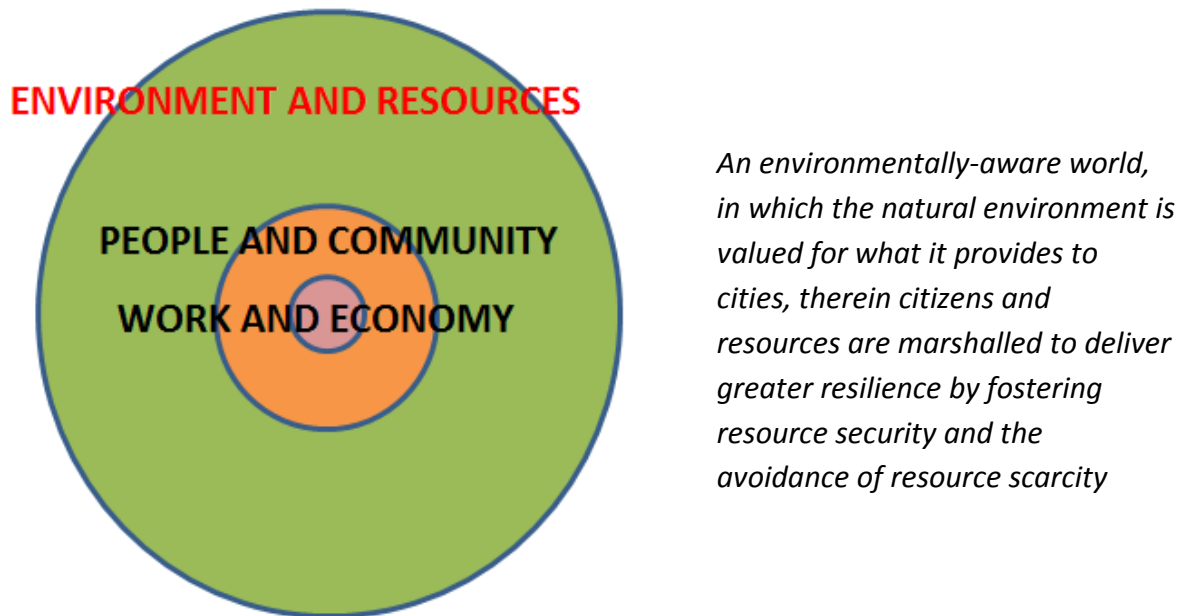 ENVIRONMENT AND RESOURCES
PEOPLE AND COMMUNITY
WORK AND ECONOMY
An environmentally-aware world,
in which the natural environment is
valued for what it provides to
cities, therein citizens and
resources are marshalled to deliver
greater resilience by fostering
resource security and the
avoidance of resource scarcity